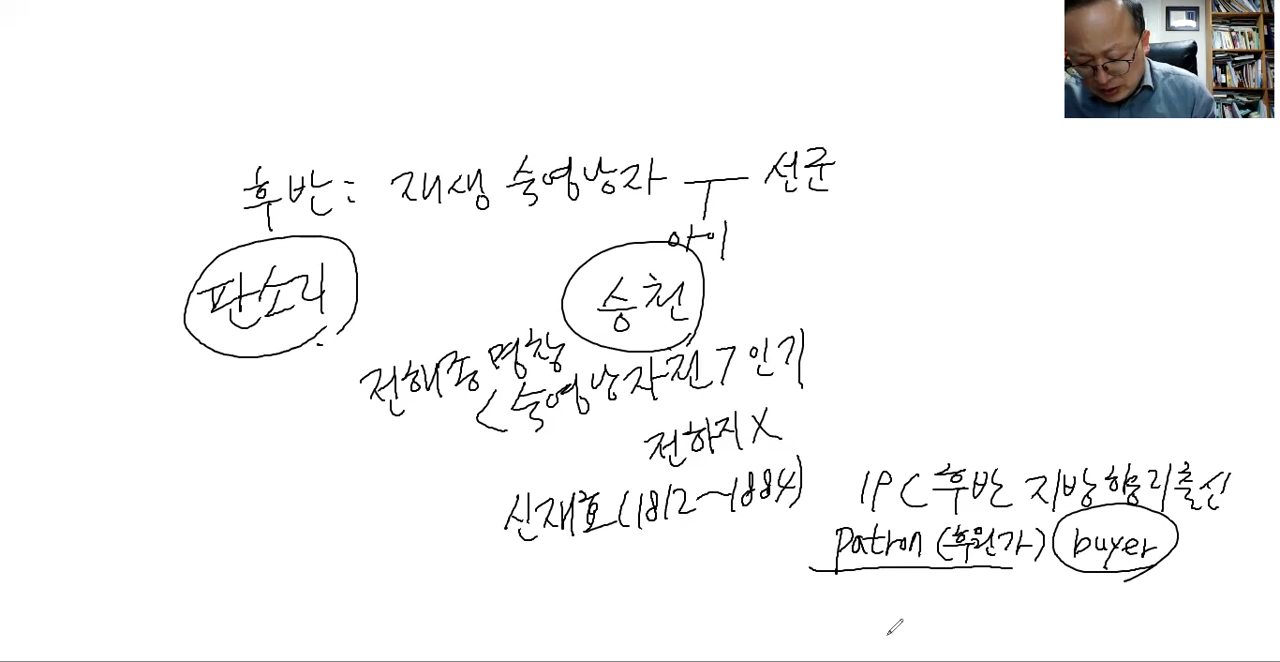 후반: 재생 숙영낭자 ㅜ 선군
아이
판소리
승천
전해종 명창
<숙영낭자전> 인기
전하지 X
신재효(1812~1884)
19C 후반 지방향리출신
patron (후원가) buyer